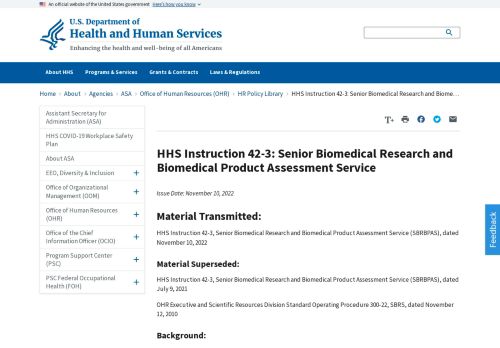 An official website of the United States government Here's how you know
U.S. Department of
Health and Human Services
Enhancing the health and well-being of all Americans
About HHS Programs & Services Grants & Contracts Laws & Regulations
Home › About › Agencies › ASA › Office of Human Resources (OHR) › HR Policy Library › HHS Instruction 42-3: Senior Biomedical Research and Biome…
Assistant Secretary for
Administration (ASA)
HHS COVID-19 Workplace Safety
Plan
About ASA
EEO, Diversity & Inclusion +
Office of Organizational
Management (OOM) +
Office of Human Resources
(OHR) +
Office of the Chief
Information Officer (OCIO) +
Program Support Center
(PSC) +
PSC Federal Occupational
Health (FOH) +
T+
HHS Instruction 42-3: Senior Biomedical Research and
Biomedical Product Assessment Service
Issue Date: November 10, 2022
Material Transmitted:
HHS Instruction 42-3, Senior Biomedical Research and Biomedical Product Assessment Service (SBRBPAS), dated
November 10, 2022
Material Superseded:
HHS Instruction 42-3, Senior Biomedical Research and Biomedical Product Assessment Service (SBRBPAS), dated
July 9, 2021
OHR Executive and Scientific Resources Division Standard Operating Procedure 300-22, SBRS, dated November
12, 2010
Background:
Feedback